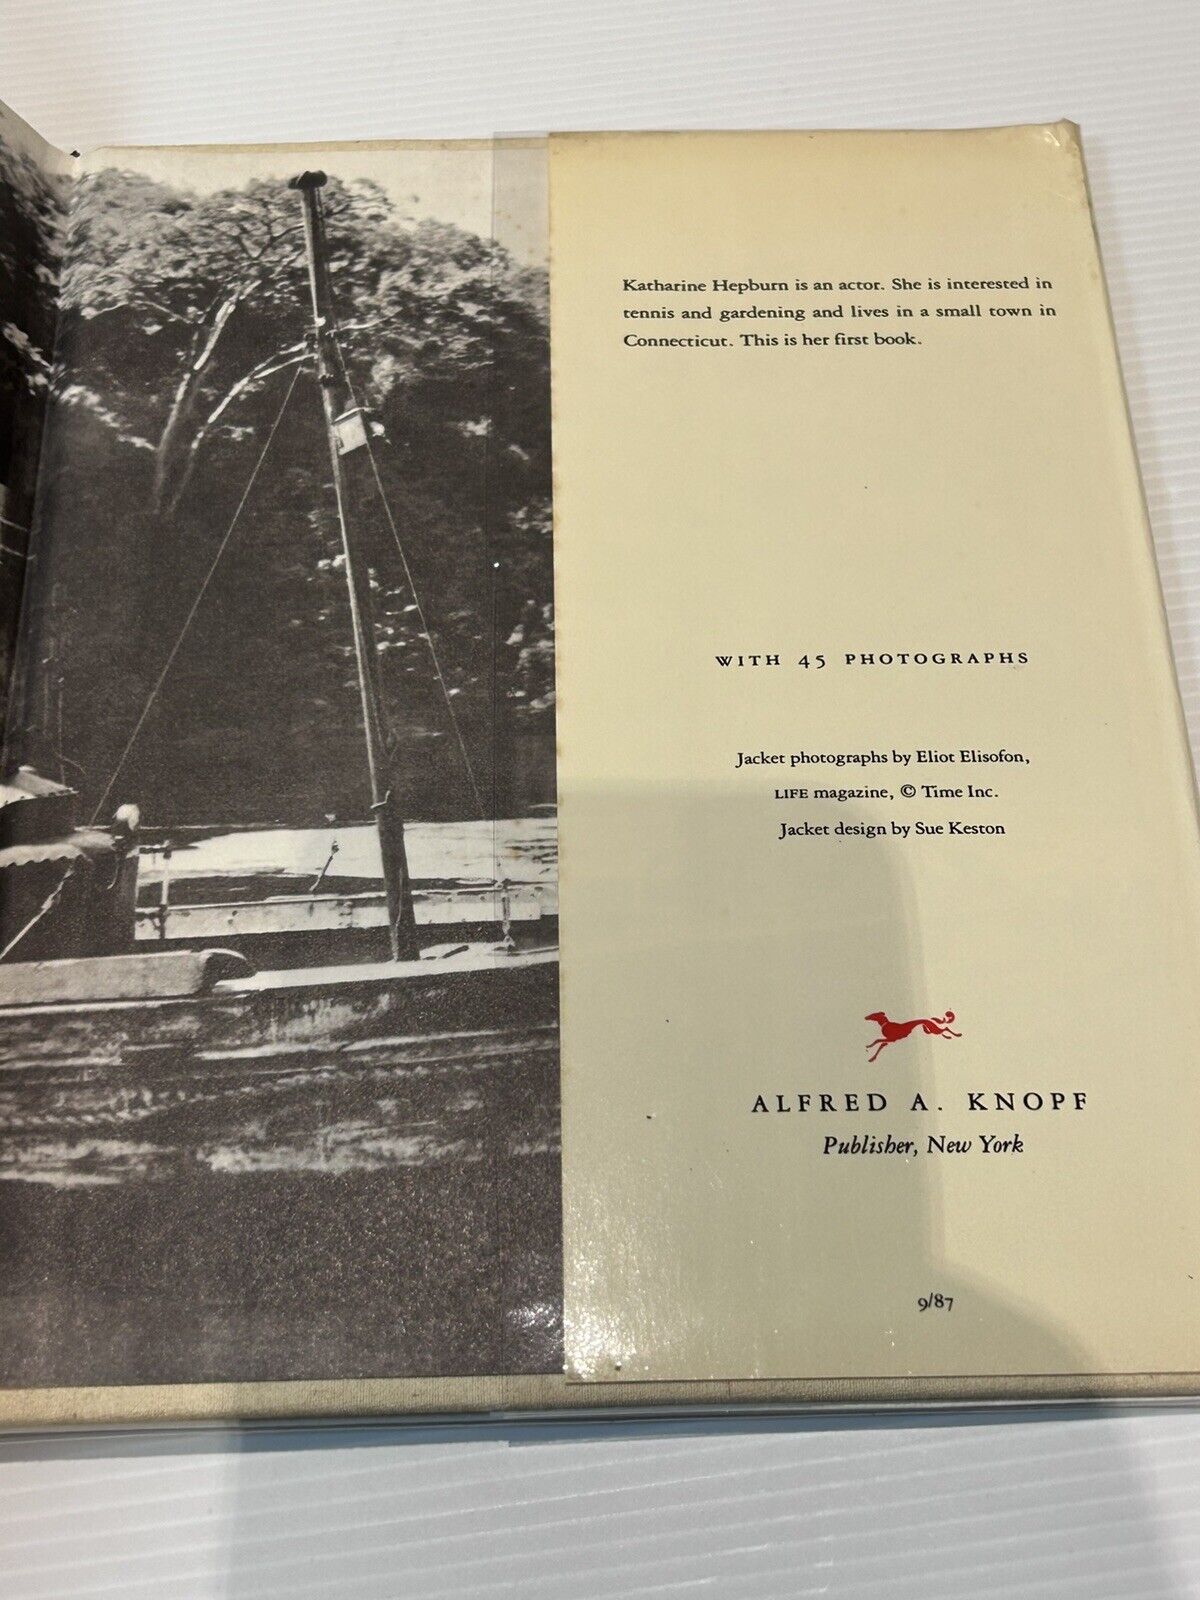 Katharine Hepburn is an actor. She is interested in
tennis and gardening and lives in a small town in
Connecticut. This is her first book.
WITH 45 PHOTOGRAPHS
Jacket photographs by Eliot Elisofon,
LIFE magazine, © Time Inc.
Jacket design by Sue Keston
ALFRED A. KNOPF
Publisher, New York
9/87